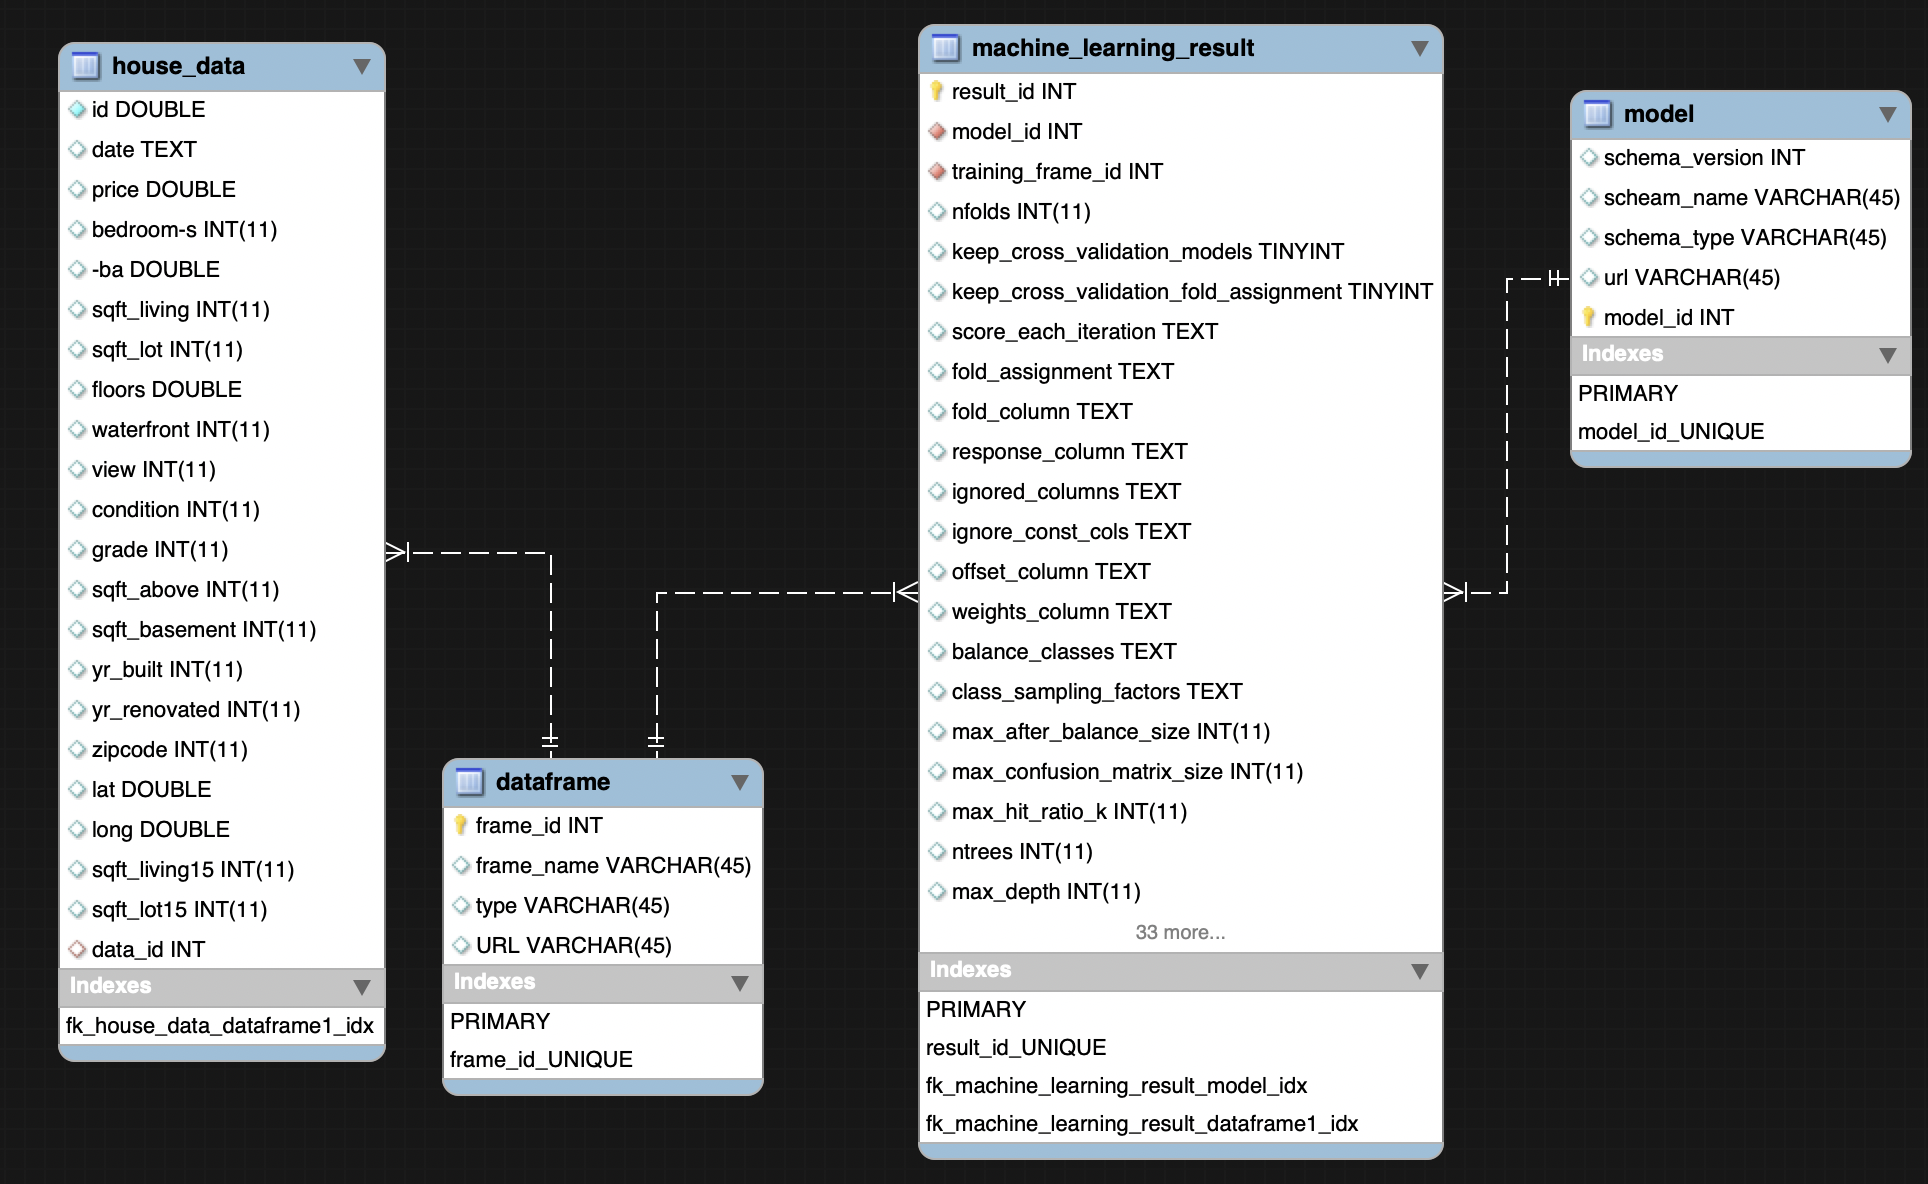 house_data
id DOUBLE
date TEXT
price DOUBLE
bedroom-s INT(11)
-ba DOUBLE
sqft_living INT(11)
sqft_lot INT(11)
floors DOUBLE
waterfront INT(11)
view INT(11)
condition INT(11)
grade INT(11)
sqft_above INT(11)
sqft_basement INT(11)
yr_built INT(11)
yr_renovated INT(11)
zipcode INT(11)
lat DOUBLE
long DOUBLE
sqft_living15 INT(11)
sqft_lot15 INT(11)
data_id INT
Indexes
fk_house_data_dataframe1_idx
dataframe
frame_id INT
frame_name VARCHAR(45)
type VARCHAR(45)
URL VARCHAR(45)
Indexes
PRIMARY
frame_id_UNIQUE
machine_learning_result
result_id INT
model_id INT
training_frame_id INT
nfolds INT(11)
keep_cross_validation_models TINYINT
keep_cross_validation_fold_assignment TINYINT
score_each_iteration TEXT
fold_assignment TEXT
fold_column TEXT
response_column TEXT
ignored_columns TEXT
ignore_const_cols TEXT
offset_column TEXT
weights_column TEXT
balance_classes TEXT
class_sampling_factors TEXT
max_after_balance_size INT(11)
max_confusion_matrix_size INT(11)
max_hit_ratio_k INT(11)
ntrees INT(11)
max_depth INT(11)
33 more...
Indexes
PRIMARY
result_id_UNIQUE
fk_machine_learning_result_model_idx
fk_machine_learning_result_dataframe1_idx
model
schema_version INT
scheam_name VARCHAR(45)
schema_type VARCHAR(45)
url VARCHAR(45)
model_id INT
Indexes
PRIMARY
model_id_UNIQUE